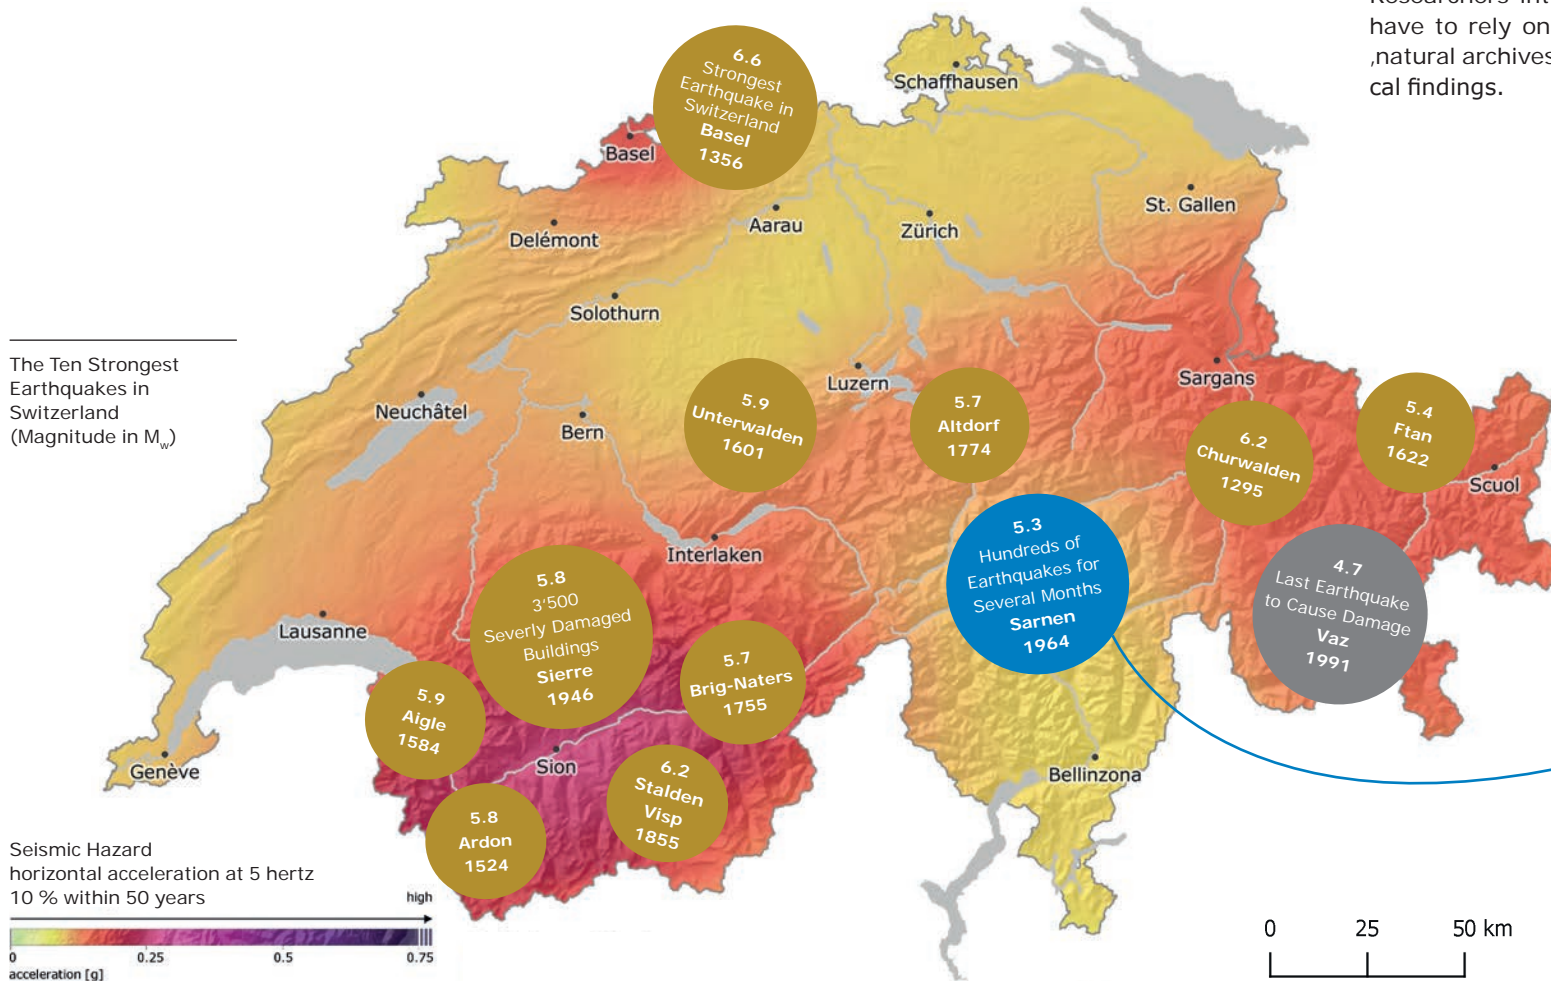 Researchers int
have to rely on
‚natural archives
cal findings.
6.6
Strongest
Earthquake in
Switzerland
Basel
1356
Schaffhausen
Basel
St. Gallen
Aarau
Zürich
Delémont
Solothurn
The Ten Strongest
Earthquakes in
Switzerland
(Magnitude in Mw)
Neuchâtel
Bern
5.9
Unterwalden
1601
Luzern
5.7
Altdorf
1774
Sargans
6.2
Churwalden
1295
5.4
Ftan
1622
Scuol
Interlaken
5.3
Hundreds of
Earthquakes for
Several Months
Sarnen
1964
4.7
Last Earthquake
to Cause Damage
Vaz
1991
Lausanne
5.8
3‘500
Severly Damaged
Buildings
Sierre
1946
5.7
Brig-Naters
1755
5.9
Aigle
1584
Genève
Sion
6.2
Stalden
Visp
1855
Bellinzona
5.8
Ardon
1524
Seismic Hazard
horizontal acceleration at 5 hertz
10 % within 50 years
high
0 0.25 0.5 0.75
acceleration [g]
0 25 50 km